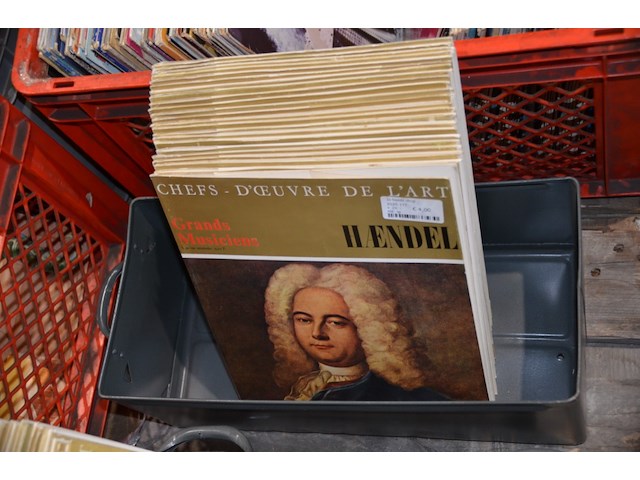 CHEFS - D'ŒUVRE DE L'ART
Grands
Musiciens
HÆNDEL